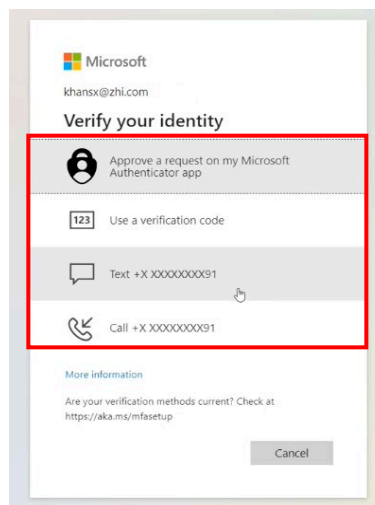 Microsoft
khansx@zhi.com
Verify your identity
Approve a request on my Microsoft
Authenticator app
123
Use a verification code
Text +X XXXXXXXX91
Call +X XXXXXXXX91
More information
Are your verification methods current? Check at
https://aka.ms/mfasetup
Cancel